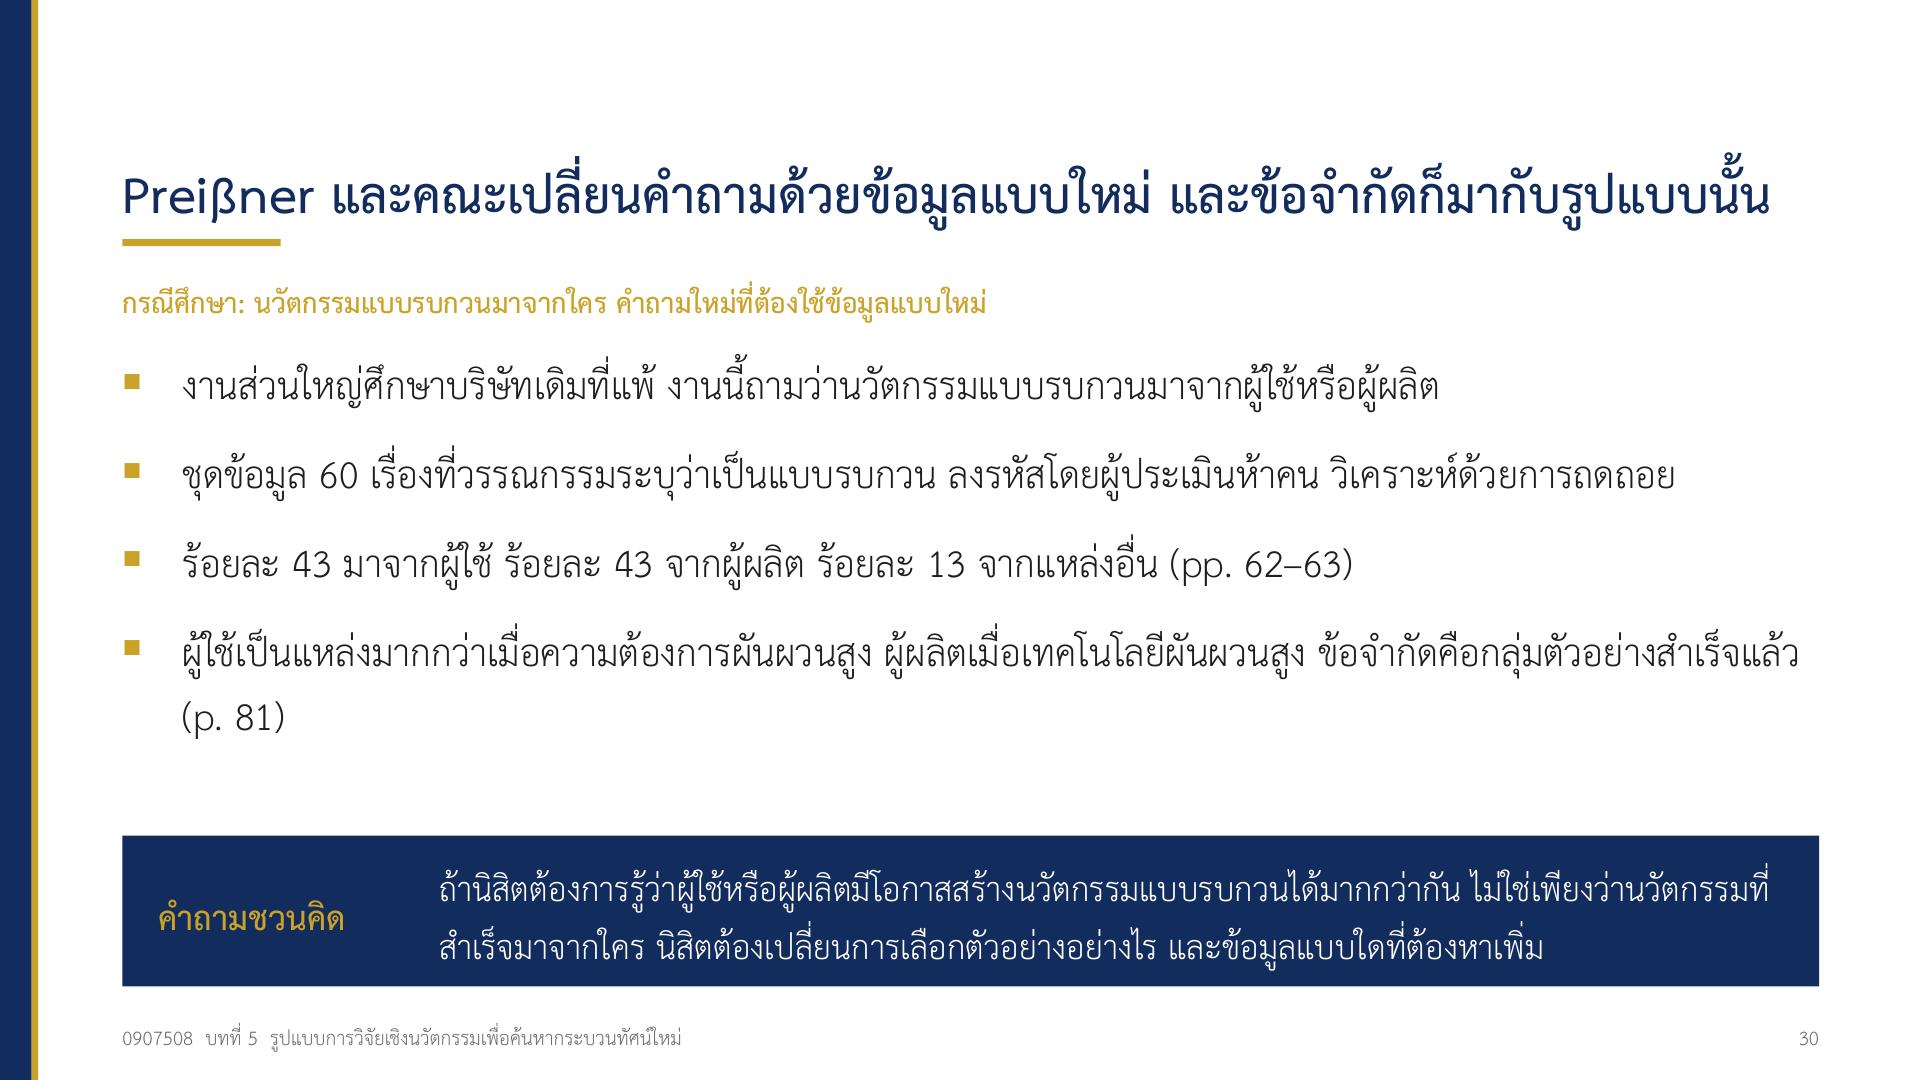 Preißner และคณะเปลี่ยนคำถามด้วยข้อมูลแบบใหม่ และข้อจำกัดก็มากับรูปแบบนั้น
กรณีศึกษา: นวัตกรรมแบบรบกวนมาจากใคร คำถามใหม่ที่ต้องใช้ข้อมูลแบบใหม่
▪ งานส่วนใหญ่ศึกษาบริษัทเดิมที่แพ้ งานนี้ถามว่านวัตกรรมแบบรบกวนมาจากผู้ใช้หรือผู้ผลิต
▪ ชุดข้อมูล 60 เรื่องที่วรรณกรรมระบุว่าเป็นแบบรบกวน ลงรหัสโดยผู้ประเมินห้าคน วิเคราะห์ด้วยการถดถอย
▪ ร้อยละ 43 มาจากผู้ใช้ ร้อยละ 43 จากผู้ผลิต ร้อยละ 13 จากแหล่งอื่น (pp. 62–63)
▪ ผู้ใช้เป็นแหล่งมากกว่าเมื่อความต้องการผันผวนสูง ผู้ผลิตเมื่อเทคโนโลยีผันผวนสูง ข้อจำกัดคือกลุ่มตัวอย่างสำเร็จแล้ว
(p. 81)
คำถามชวนคิด
ถ้านิสิตต้องการรู้ว่าผู้ใช้หรือผู้ผลิตมีโอกาสสร้างนวัตกรรมแบบรบกวนได้มากกว่ากัน ไม่ใช่เพียงว่านวัตกรรมที่
สำเร็จมาจากใคร นิสิตต้องเปลี่ยนการเลือกตัวอย่างอย่างไร และข้อมูลแบบใดที่ต้องหาเพิ่ม
0907508 บทที่ 5 รูปแบบการวิจัยเชิงนวัตกรรมเพื่อค้นหากระบวนทัศน์ใหม่
30